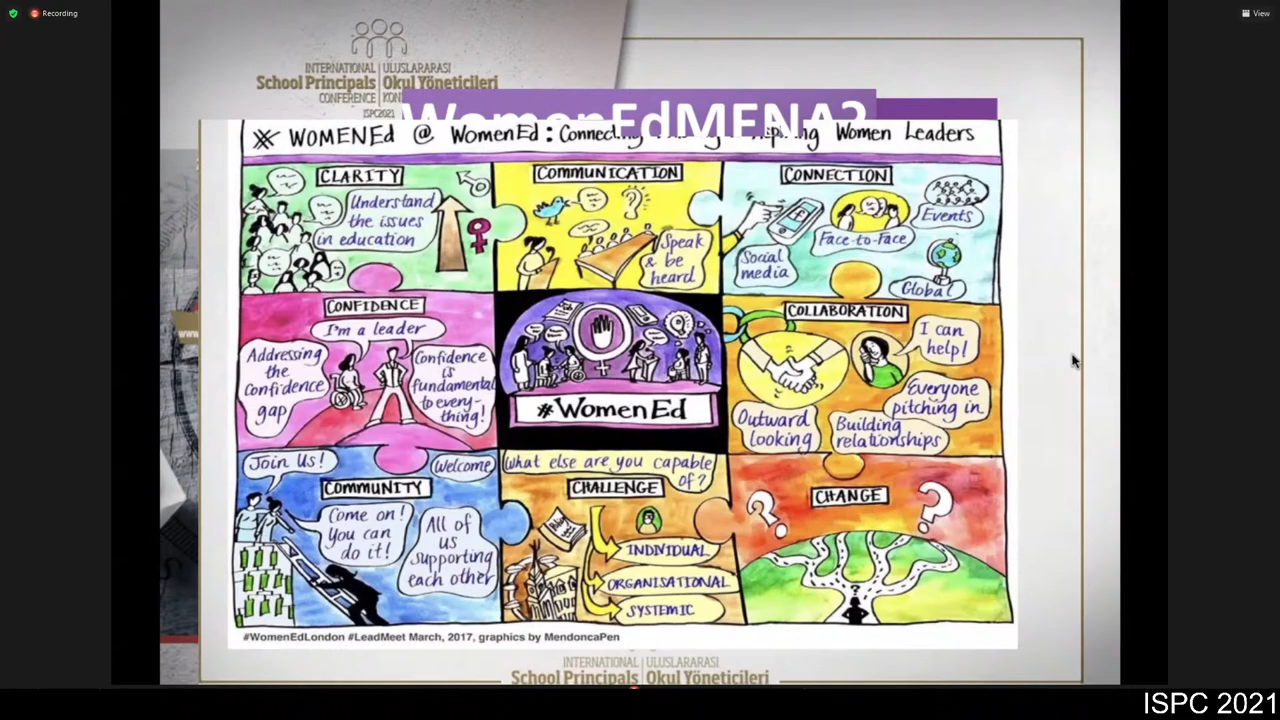 Recording
View
INTERNATIONAL | ULUSLARARASI
School Principals | Okul Yöneticileri
CONFERENCE
ISPC2021
WomenEdMENA?
WOMENEd @ WomenEd: Women Leaders
CLARITY
Understand
the issues
in education
COMMUNICATION
Speak
& be
heard
CONNECTION
Events
Face-to-Face
Social
media
Global
CONFIDENCE
I'm a leader
Addressing
the
confidence
gap
Confidence
is
fundamental
to every-
thing!
#WomenEd
COLLABORATION
I can
help!
Everyone
pitching in
Outward
looking
Building
relationships
Join Us!
Welcome
COMMUNITY
Come on!
You can
do it!
All of
us
supporting
each other
What else are you capable
of?
CHALLENGE
INDIVIDUAL
ORGANISATIONAL
SYSTEMIC
CHANGE
? ?
#WomenEdLondon #LeadMeet March, 2017, graphics by MendoncaPen
INTERNATIONAL | ULUSLARARASI
School Principals | Okul Yöneticileri
ISPC 2021